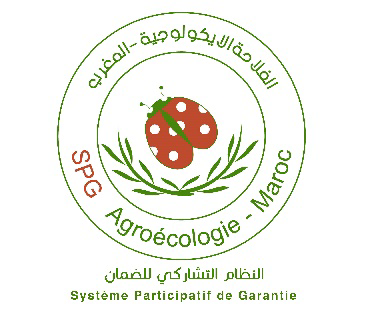 الفلاحة الايكولوجية - المغرب
SPG Agroécologie - Maroc
النظام التشاركي للضمان
Système Participatif de Garantie